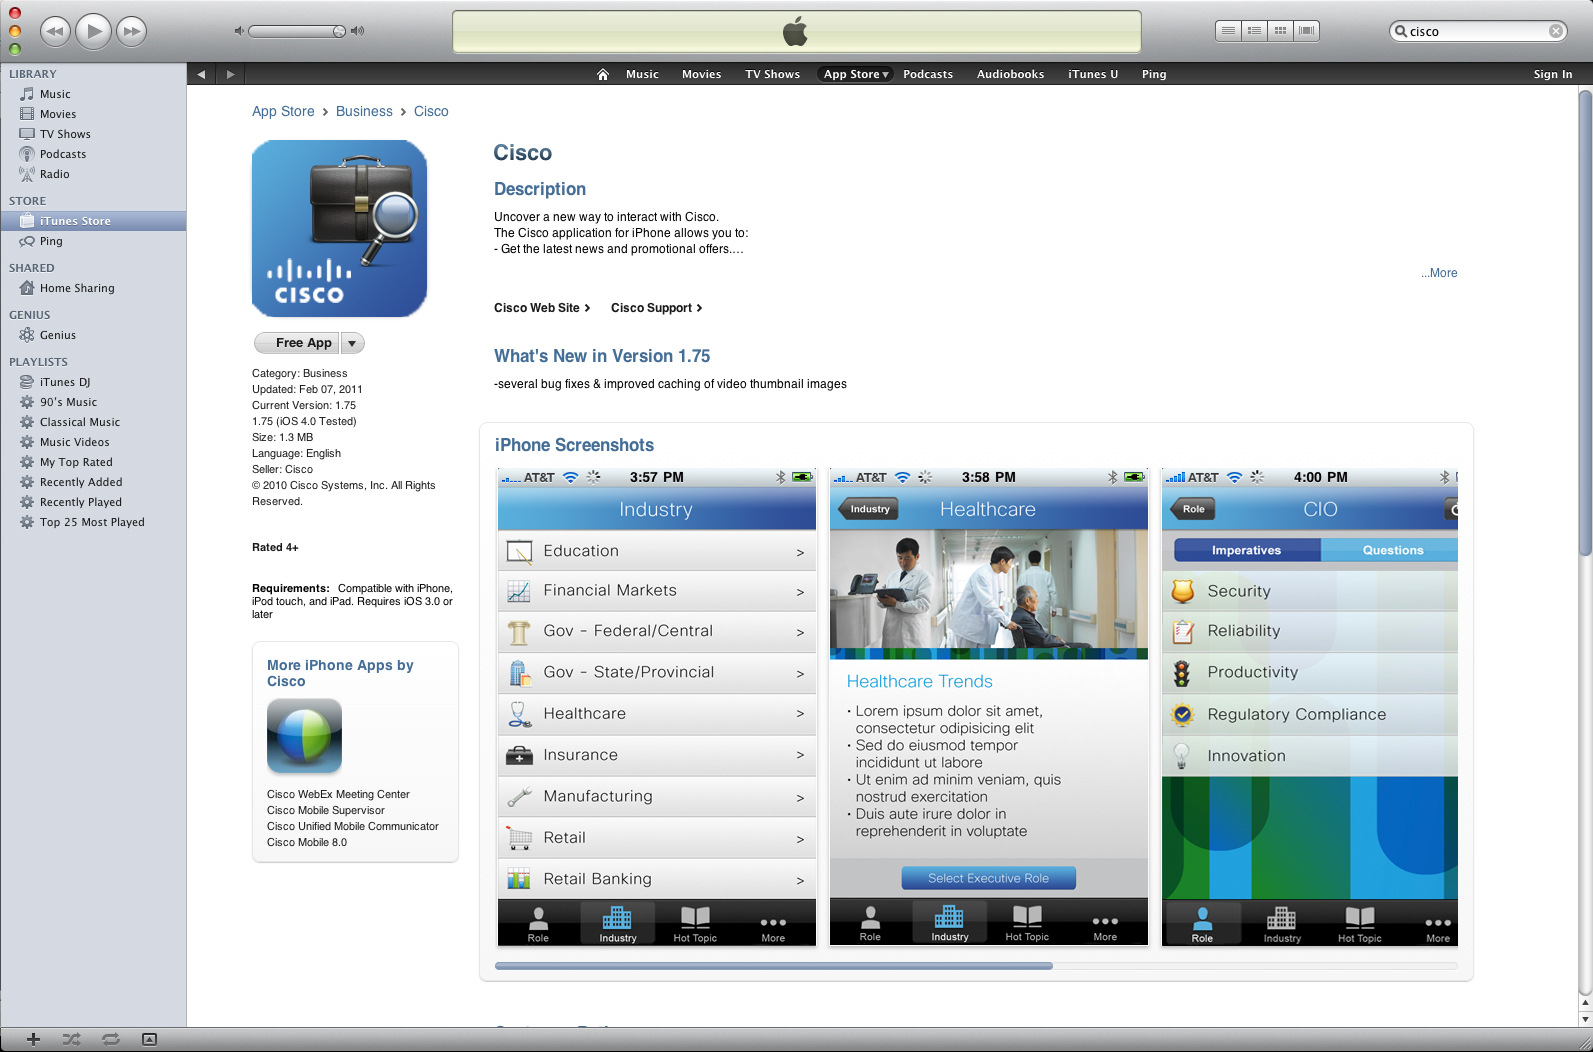 cisco
Music
Movies
TV Shows
App Store
Podcasts
Audiobooks
iTunes U
Ping
Sign In
LIBRARY
Music
Movies
TV Shows
Podcasts
Radio
STORE
iTunes Store
Ping
SHARED
Home Sharing
GENIUS
Genius
PLAYLISTS
iTunes DJ
90's Music
Classical Music
Music Videos
My Top Rated
Recently Added
Recently Played
Top 25 Most Played
App Store > Business > Cisco
CISCO
Free App
Category: Business
Updated: Feb 07, 2011
Current Version: 1.75
1.75 (iOS 4.0 Tested)
Size: 1.3 MB
Language: English
Seller: Cisco
© 2010 Cisco Systems, Inc. All Rights
Reserved.
Rated 4+
Requirements: Compatible with iPhone,
iPod touch, and iPad. Requires iOS 3.0 or
later
More iPhone Apps by
Cisco
Cisco WebEx Meeting Center
Cisco Mobile Supervisor
Cisco Unified Mobile Communicator
Cisco Mobile 8.0
Cisco
Description
Uncover a new way to interact with Cisco.
The Cisco application for iPhone allows you to:
- Get the latest news and promotional offers....
...More
Cisco Web Site >
Cisco Support >
What's New in Version 1.75
-several bug fixes & improved caching of video thumbnail images
iPhone Screenshots
AT&T 3:57 PM
Industry
Education >
Financial Markets >
Gov - Federal/Central >
Gov - State/Provincial >
Healthcare >
Insurance >
Manufacturing >
Retail >
Retail Banking >
Role
Industry
Hot Topic
More
AT&T 3:58 PM
Industry
Healthcare
Healthcare Trends
• Lorem ipsum dolor sit amet,
consectetur odipisicing elit
• Sed do eiusmod tempor
incididunt ut labore
• Ut enim ad minim veniam, quis
nostrud exercitation
• Duis aute irure dolor in
reprehenderit in voluptate
Select Executive Role
Role
Industry
Hot Topic
More
AT&T 4:00 PM
Role
CIO
Imperatives
Questions
Security
Reliability
Productivity
Regulatory Compliance
Innovation
Role
Industry
Hot Topic
More